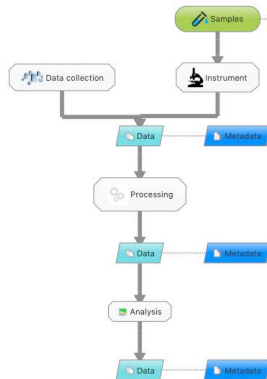 Samples
Data collection
Instrument
Data
Metadata
Processing
Data
Metadata
Analysis
Data
Metadata